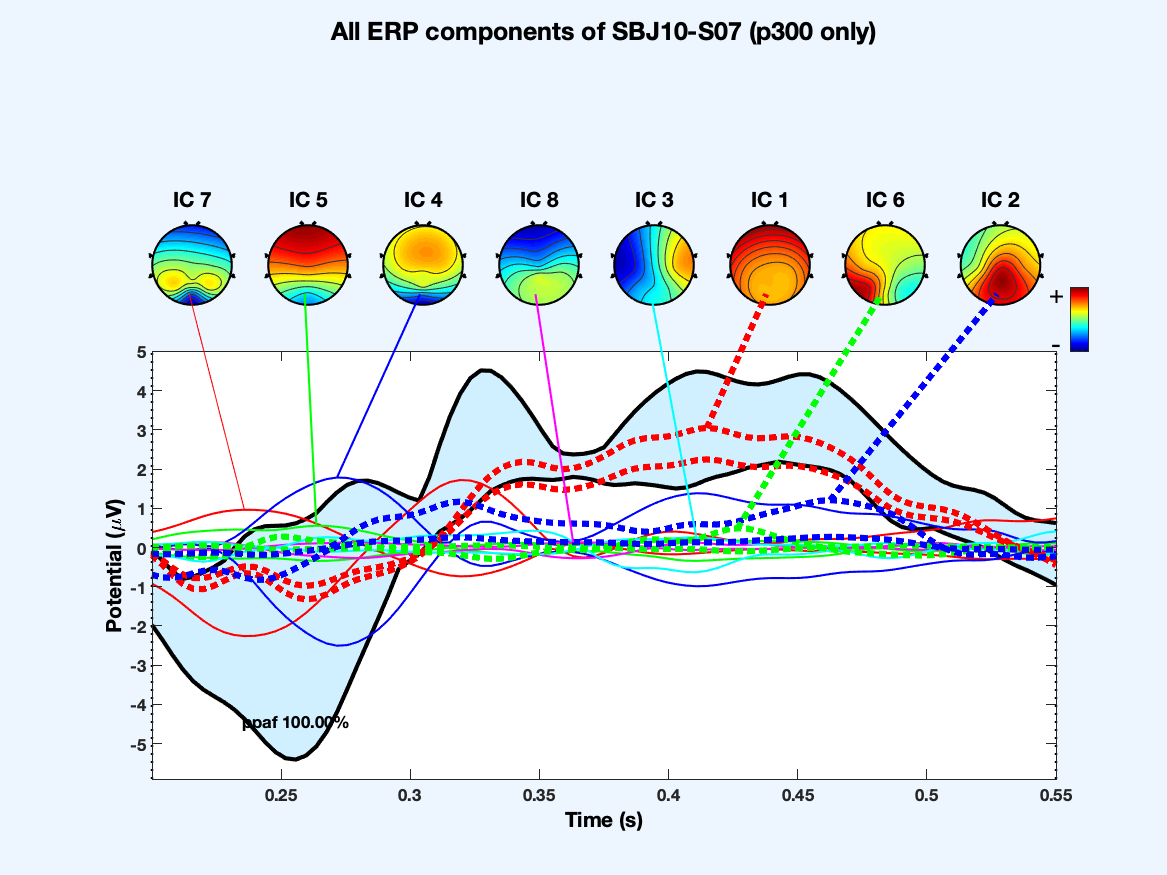 All ERP components of SBJ10-S07 (p300 only)
IC 7 IC 5 IC 4 IC 8 IC 3 IC 1 IC 6 IC 2
+
-
5
4
3
2
1
0
-1
-2
-3
-4
-5
Potential (μV)
ppaf 100.00%
0.25 0.3 0.35 0.4 0.45 0.5 0.55
Time (s)